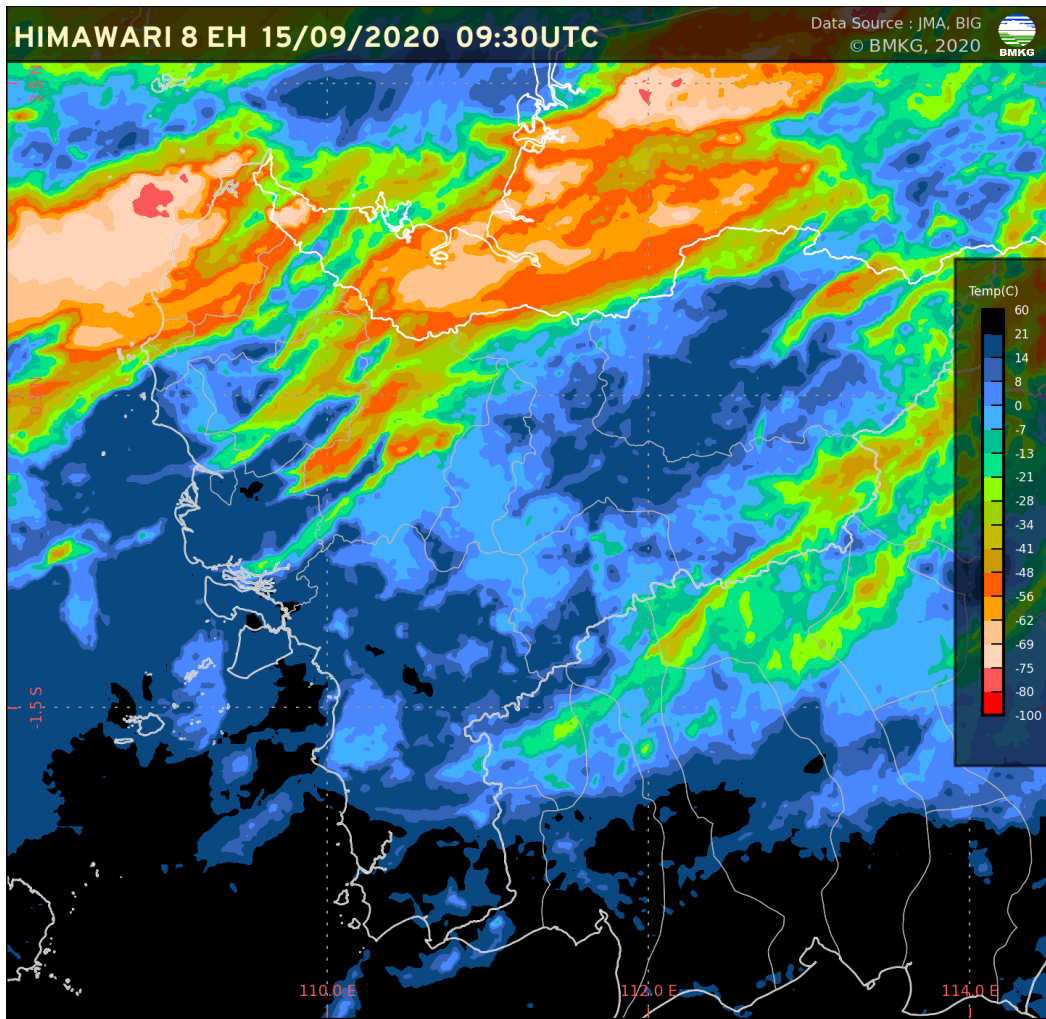 HIMAWARI 8 EH 15/09/2020 09:30UTC
Data Source : JMA, BIG
© BMKG, 2020
BMKG
2.5 N
0.5 N
-1.5 S
Temp(C)
60
21
14
8
0
-7
-13
-21
-28
-34
-41
-48
-56
-62
-69
-75
-80
-100
110.0 E
112.0 E
114.0 E